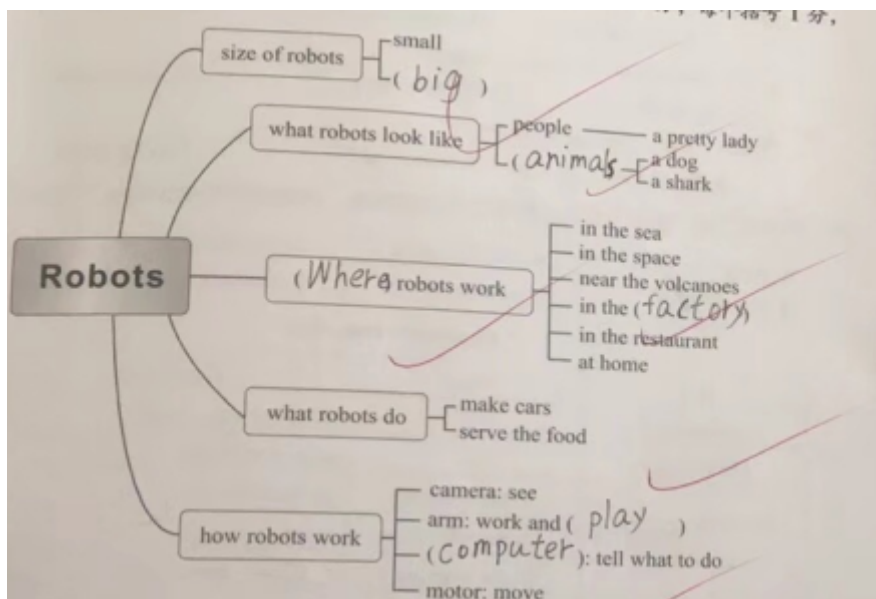 size of robots
small
( big )
what robots look like
people
a pretty lady
(animals
a dog
a shark
Robots
(Where) robots work
in the sea
in the space
near the volcanoes
in the (factory)
in the restaurant
at home
what robots do
make cars
serve the food
how robots work
camera: see
arm: work and ( play )
(computer): tell what to do
motor: move